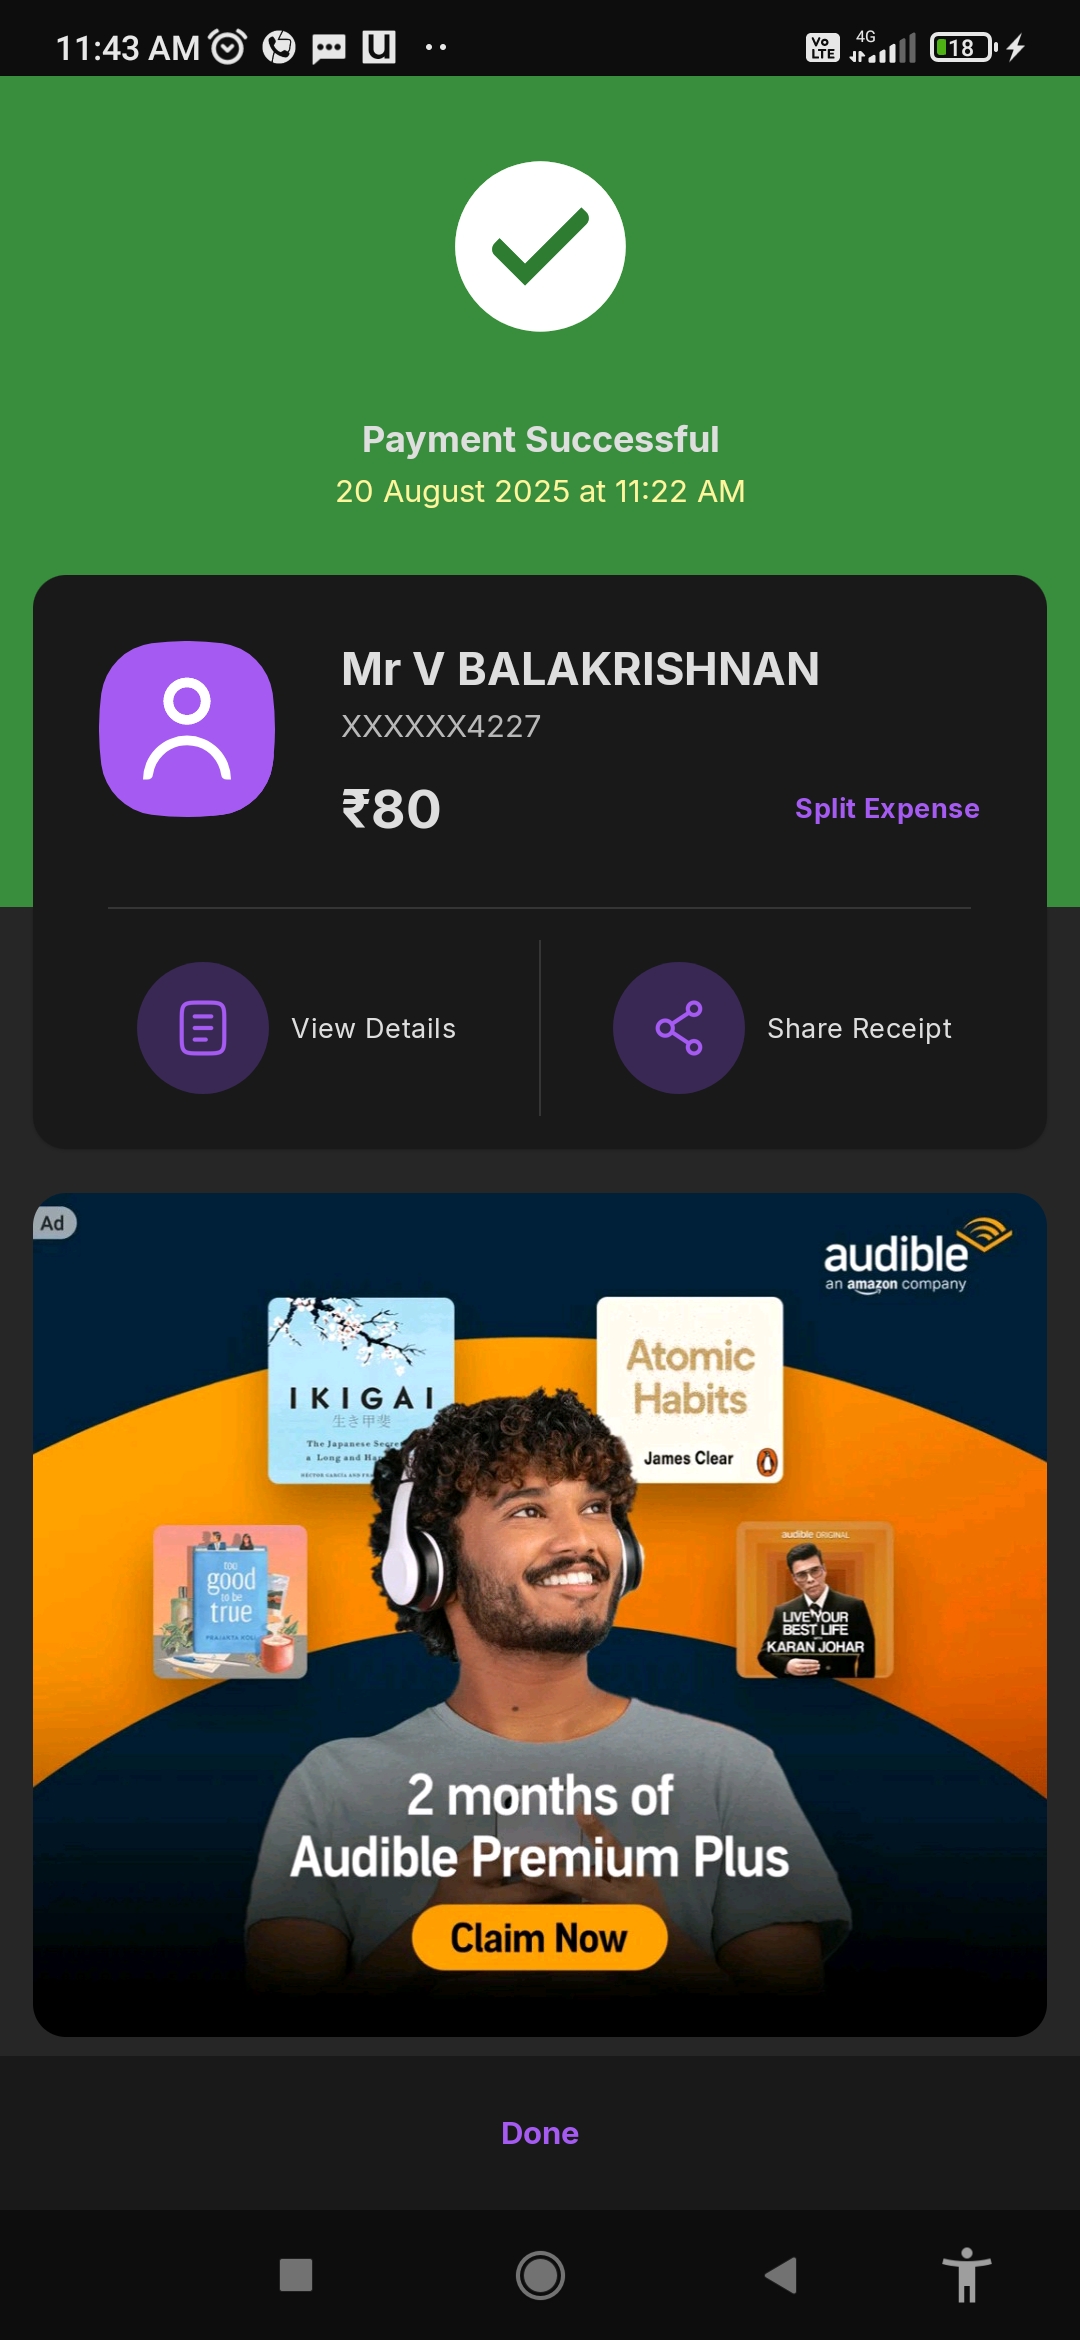 11:43 AM
Vo LTE 4G 18
Payment Successful
20 August 2025 at 11:22 AM
Mr V BALAKRISHNAN
XXXXXX4227
₹80
Split Expense
View Details
Share Receipt
Ad
audible
an amazon company
IKIGAI
生き甲斐
The Japanese Secre
a Long and Ha
Atomic
Habits
James Clear
too
good
to be
true
PRAJAKTA KOLI
audible ORIGINAL
LIVE YOUR
BEST LIFE
KARAN JOHAR
2 months of
Audible Premium Plus
Claim Now
Done